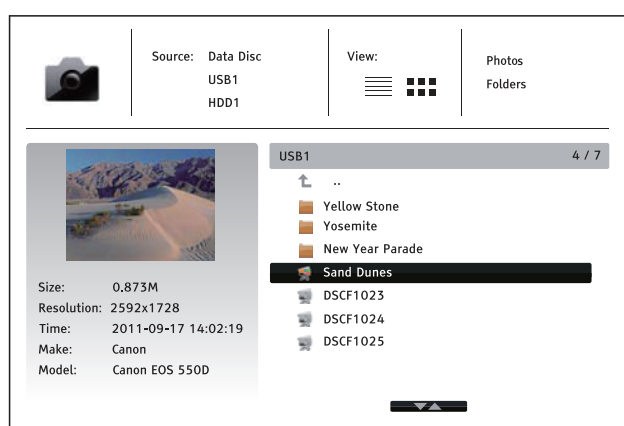 Source: Data Disc
USB1
HDD1
View:
Photos
Folders
USB1 4 / 7
..
Yellow Stone
Yosemite
New Year Parade
Sand Dunes
DSCF1023
DSCF1024
DSCF1025
Size: 0.873M
Resolution: 2592x1728
Time: 2011-09-17 14:02:19
Make: Canon
Model: Canon EOS 550D